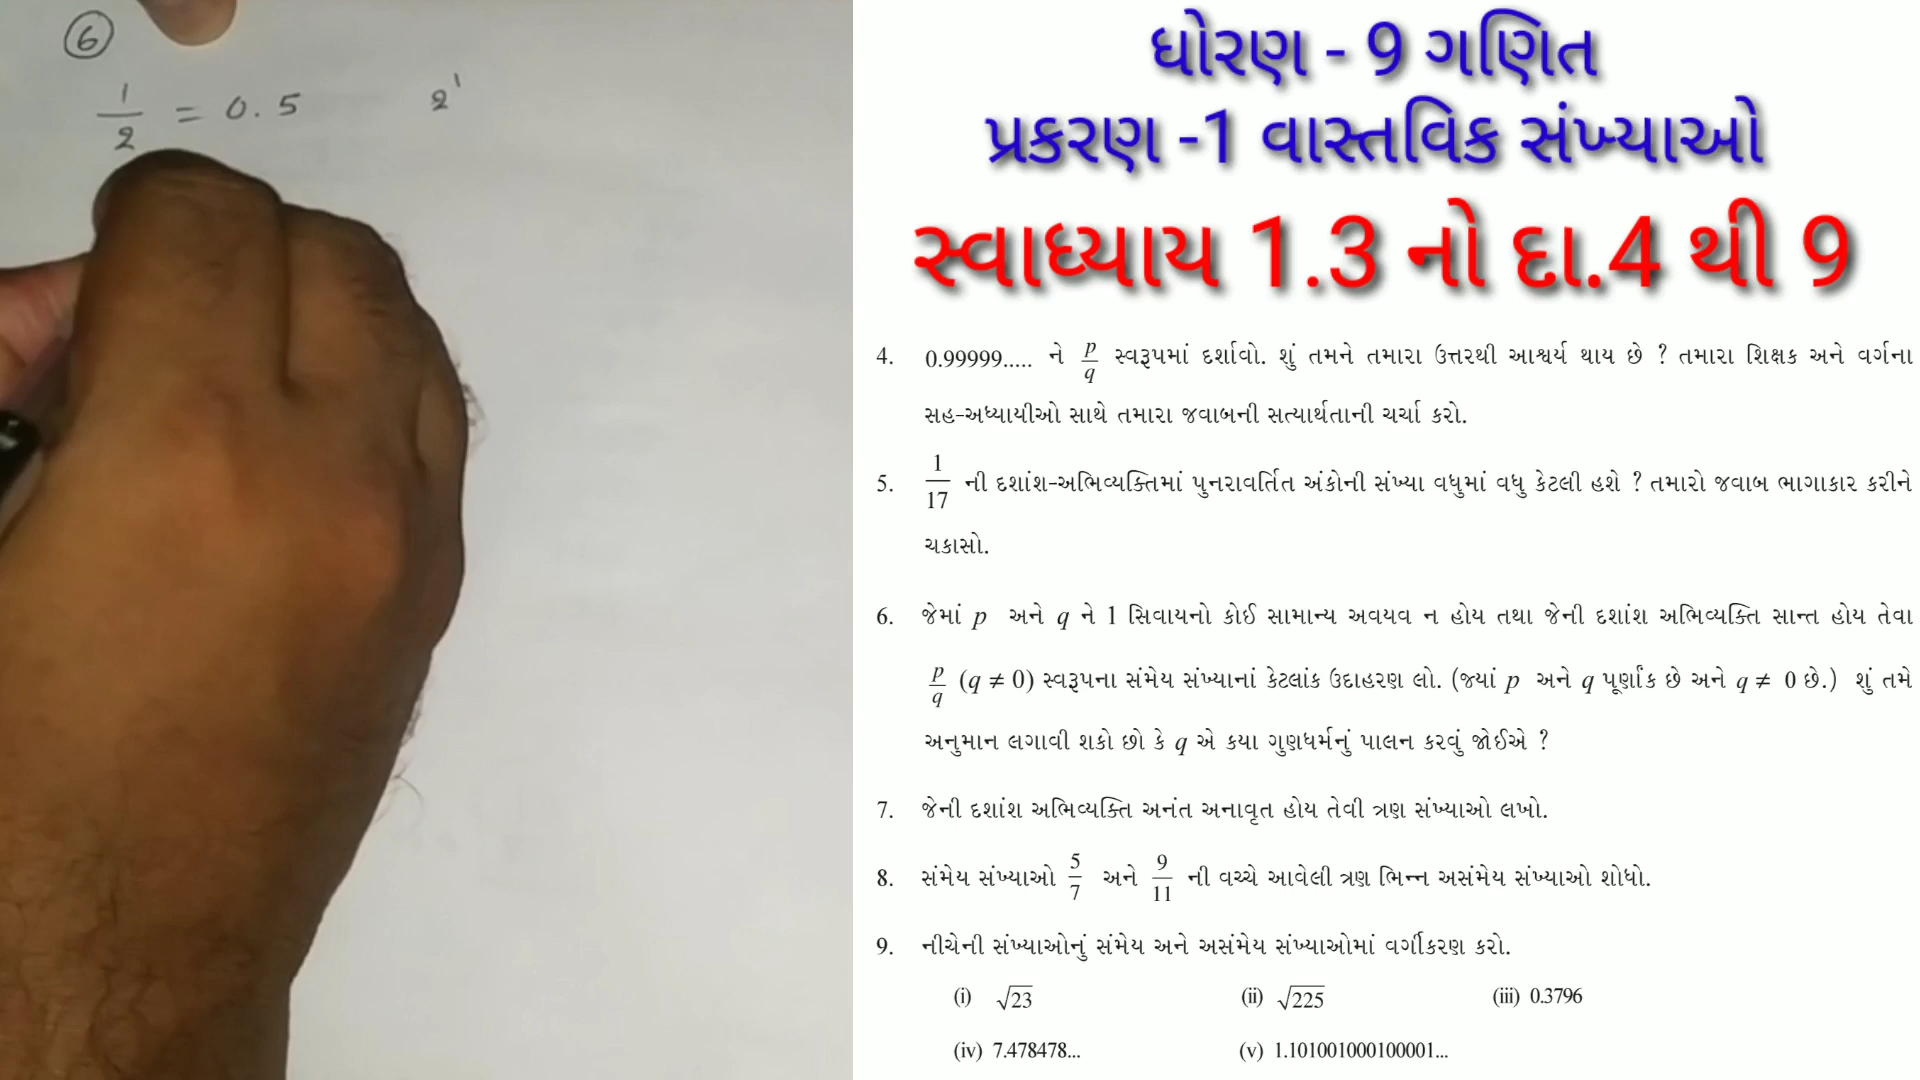 6
1/2 = 0.5 2¹
ધોરણ - 9 ગણિત
પ્રકરણ -1 વાસ્તવિક સંખ્યાઓ
સ્વાધ્યાય 1.3 નો દા.4 થી 9
4. 0.99999..... ને p/q સ્વરૂપમાં દર્શાવો. શું તમને તમારા ઉત્તરથી આશ્ચર્ય થાય છે ? તમારા શિક્ષક અને વર્ગના
સહ-અધ્યાયીઓ સાથે તમારા જવાબની સત્યાર્થતાની ચર્ચા કરો.
5. 1/17 ની દશાંશ-અભિવ્યક્તિમાં પુનરાવર્તિત અંકોની સંખ્યા વધુમાં વધુ કેટલી હશે ? તમારો જવાબ ભાગાકાર કરીને
ચકાસો.
6. જેમાં p અને q ને 1 સિવાયનો કોઈ સામાન્ય અવયવ ન હોય તથા જેની દશાંશ અભિવ્યક્તિ સાન્ત હોય તેવા
p/q (q ≠ 0) સ્વરૂપના સંમેય સંખ્યાનાં કેટલાંક ઉદાહરણ લો. (જ્યાં p અને q પૂર્ણાંક છે અને q ≠ 0 છે.) શું તમે
અનુમાન લગાવી શકો છો કે q એ કયા ગુણધર્મનું પાલન કરવું જોઈએ ?
7. જેની દશાંશ અભિવ્યક્તિ અનંત અનાવૃત હોય તેવી ત્રણ સંખ્યાઓ લખો.
8. સંમેય સંખ્યાઓ 5/7 અને 9/11 ની વચ્ચે આવેલી ત્રણ ભિન્ન અસંમેય સંખ્યાઓ શોધો.
9. નીચેની સંખ્યાઓનું સંમેય અને અસંમેય સંખ્યાઓમાં વર્ગીકરણ કરો.
(i) √23 (ii) √225 (iii) 0.3796
(iv) 7.478478... (v) 1.101001000100001...